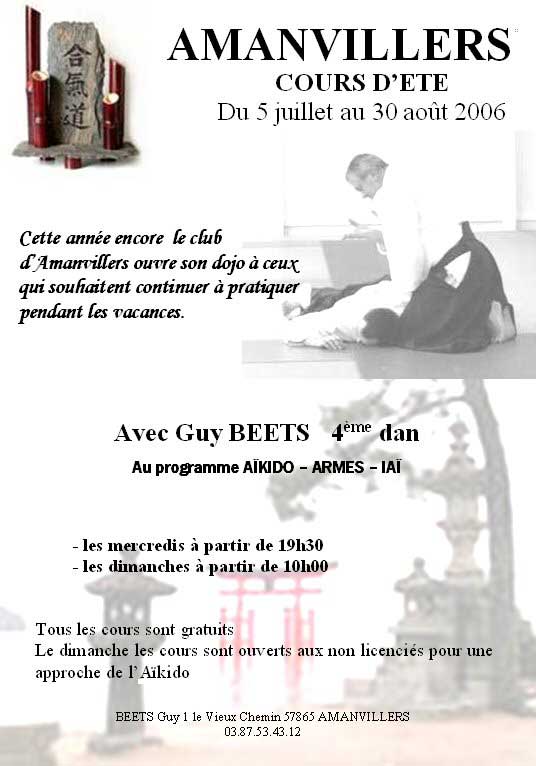 合氣道
AMANVILLERS
COURS D'ETE
Du 5 juillet au 30 août 2006
Cette année encore le club
d'Amanvillers ouvre son dojo à ceux
qui souhaitent continuer à pratiquer
pendant les vacances.
Avec Guy BEETS 4ème dan
Au programme AÏKIDO – ARMES – IAÏ
- les mercredis à partir de 19h30
- les dimanches à partir de 10h00
Tous les cours sont gratuits
Le dimanche les cours sont ouverts aux non licenciés pour une
approche de l'Aïkido
BEETS Guy 1 le Vieux Chemin 57865 AMANVILLERS
03.87.53.43.12